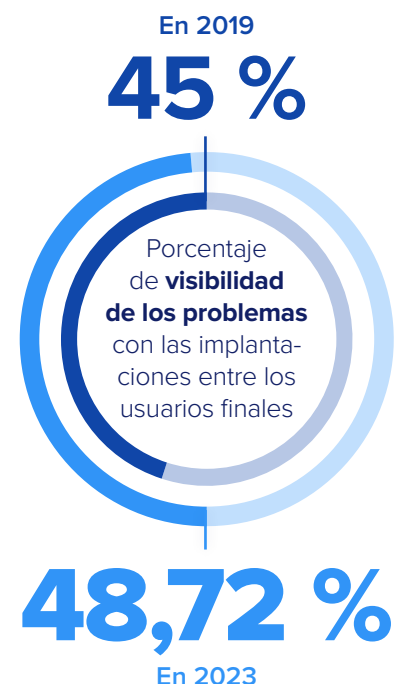 En 2019
45 %
Porcentaje
de visibilidad
de los problemas
con las implanta-
ciones entre los
usuarios finales
48,72 %
En 2023